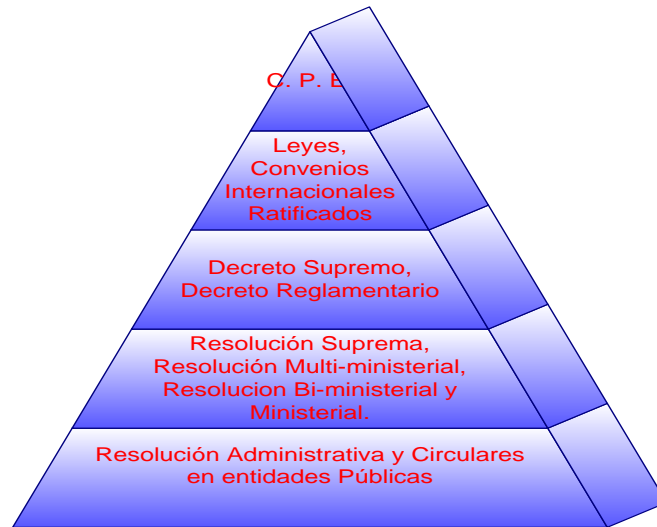 C. P. E
Leyes,
Convenios
Internacionales
Ratificados
Decreto Supremo,
Decreto Reglamentario
Resolución Suprema,
Resolución Multi-ministerial,
Resolucion Bi-ministerial y
Ministerial.
Resolución Administrativa y Circulares
en entidades Públicas